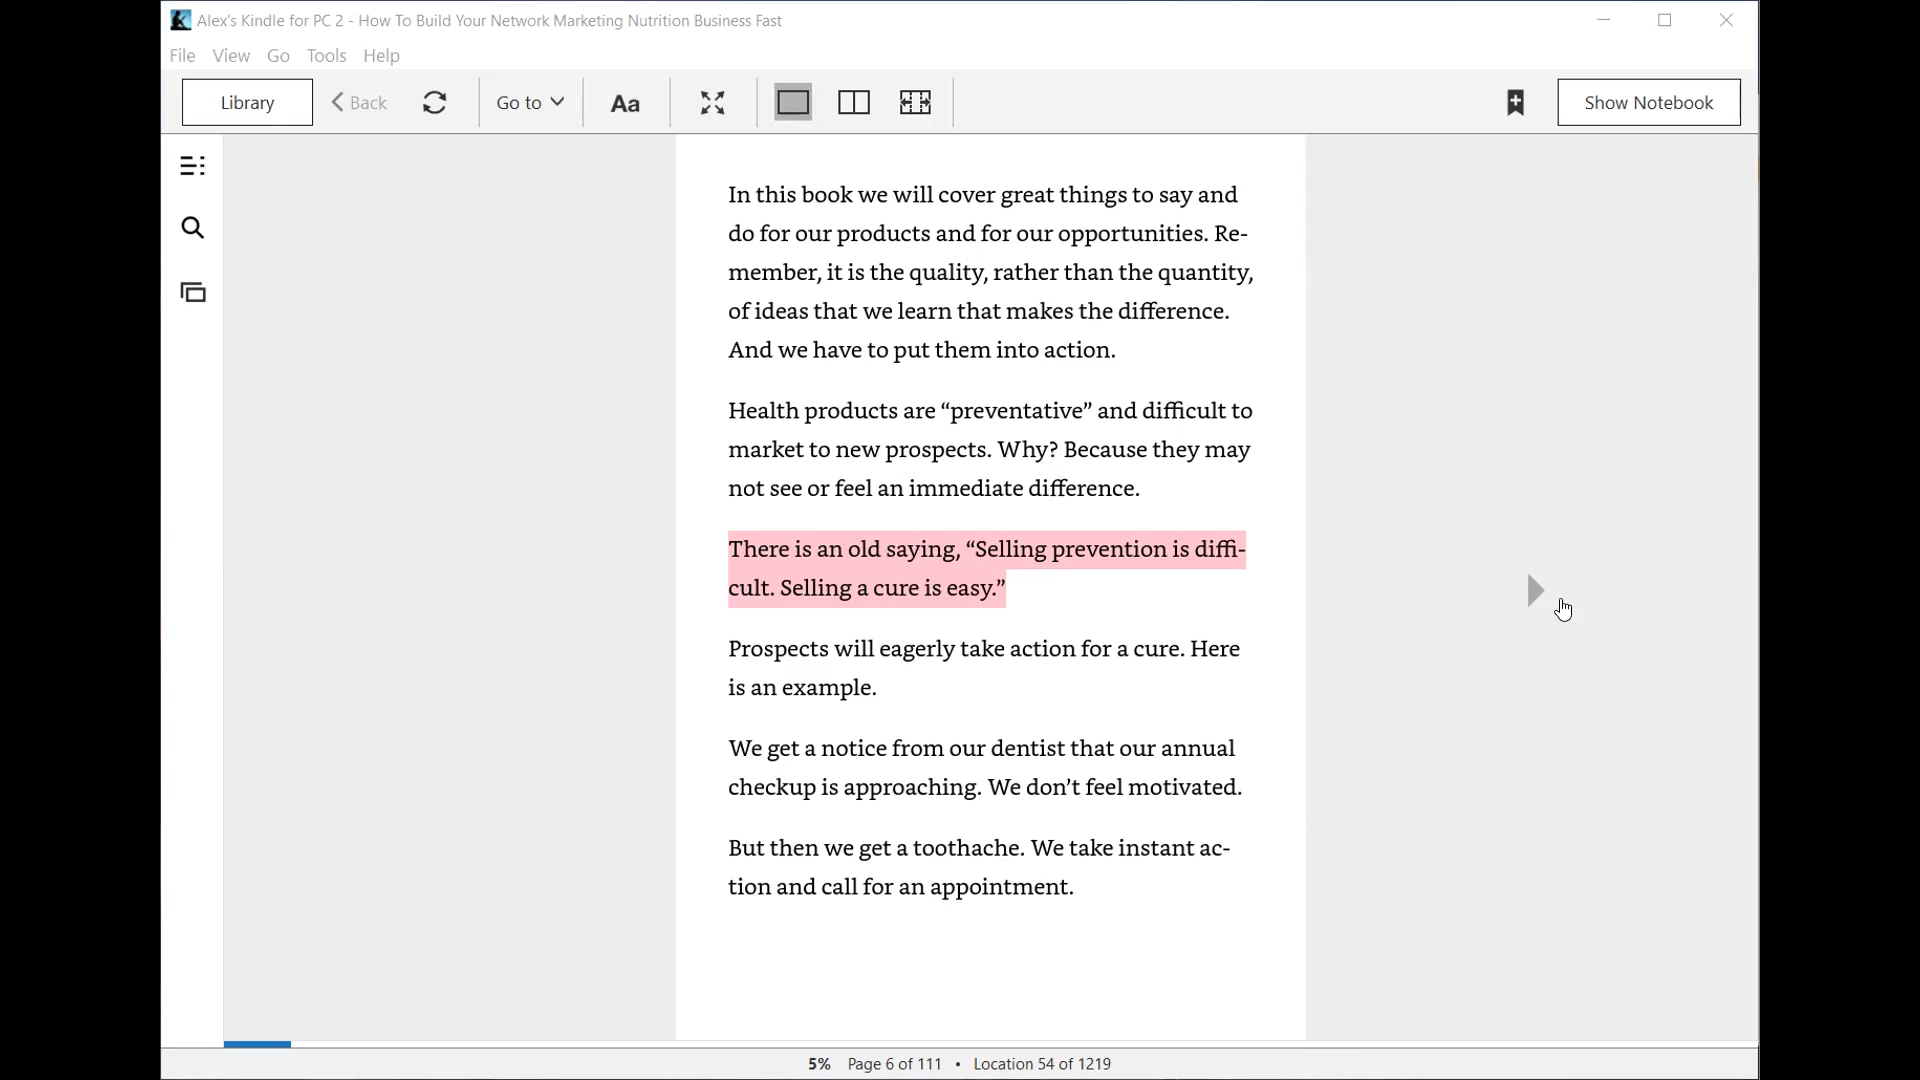 Alex's Kindle for PC 2 - How To Build Your Network Marketing Nutrition Business Fast
File View Go Tools Help
Library Back Go to Aa Show Notebook
In this book we will cover great things to say and
do for our products and for our opportunities. Re-
member, it is the quality, rather than the quantity,
of ideas that we learn that makes the difference.
And we have to put them into action.
Health products are “preventative” and difficult to
market to new prospects. Why? Because they may
not see or feel an immediate difference.
There is an old saying, “Selling prevention is diffi-
cult. Selling a cure is easy.”
Prospects will eagerly take action for a cure. Here
is an example.
We get a notice from our dentist that our annual
checkup is approaching. We don’t feel motivated.
But then we get a toothache. We take instant ac-
tion and call for an appointment.
5% Page 6 of 111 • Location 54 of 1219